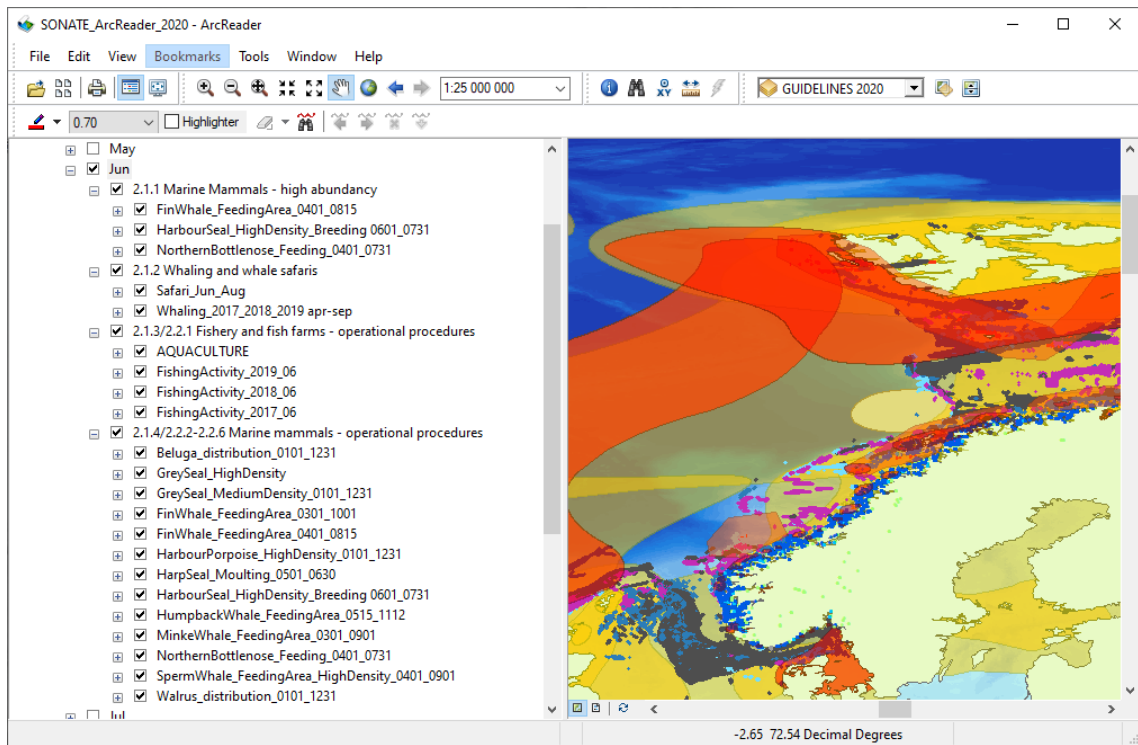 SONATE_ArcReader_2020 - ArcReader
File Edit View Bookmarks Tools Window Help
1:25 000 000 XY GUIDELINES 2020
0.70 Highlighter
May
Jun
2.1.1 Marine Mammals - high abundancy
FinWhale_FeedingArea_0401_0815
HarbourSeal_HighDensity_Breeding 0601_0731
NorthernBottlenose_Feeding_0401_0731
2.1.2 Whaling and whale safaris
Safari_Jun_Aug
Whaling_2017_2018_2019 apr-sep
2.1.3/2.2.1 Fishery and fish farms - operational procedures
AQUACULTURE
FishingActivity_2019_06
FishingActivity_2018_06
FishingActivity_2017_06
2.1.4/2.2.2-2.2.6 Marine mammals - operational procedures
Beluga_distribution_0101_1231
GreySeal_HighDensity
GreySeal_MediumDensity_0101_1231
FinWhale_FeedingArea_0301_1001
FinWhale_FeedingArea_0401_0815
HarbourPorpoise_HighDensity_0101_1231
HarpSeal_Moulting_0501_0630
HarbourSeal_HighDensity_Breeding 0601_0731
HumpbackWhale_FeedingArea_0515_1112
MinkeWhale_FeedingArea_0301_0901
NorthernBottlenose_Feeding_0401_0731
SpermWhale_FeedingArea_HighDensity_0401_0901
Walrus_distribution_0101_1231
Jul
-2.65 72.54 Decimal Degrees